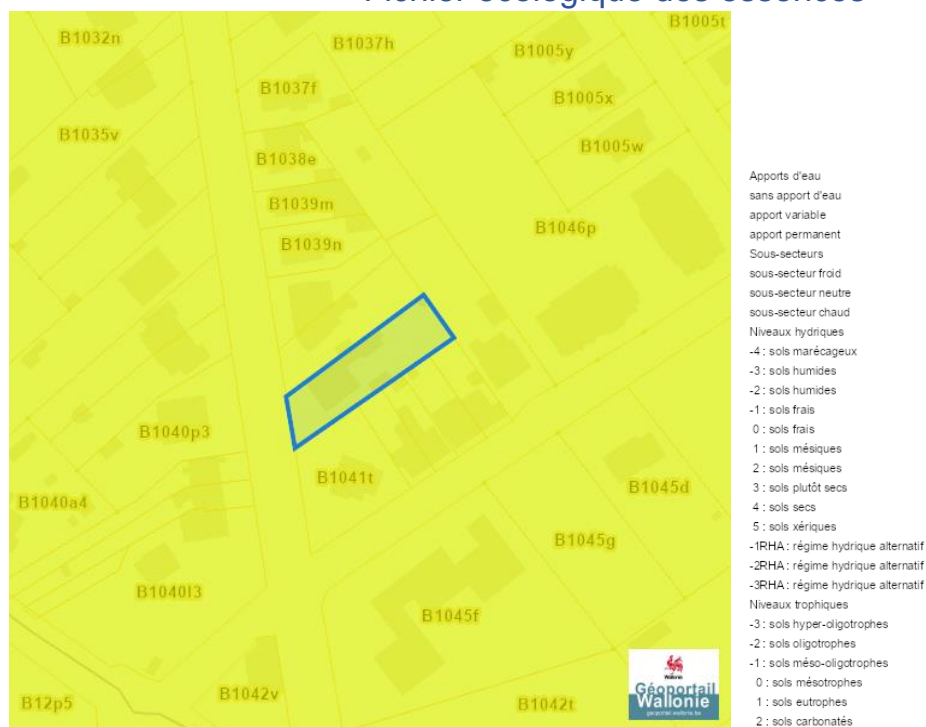 Fichier écologique des essences
B1005t
B1032n
B1037h
B1005y
B1037f
B1005x
B1035v
B1005w
B1038e
B1039m
B1046p
B1039n
B1040p3
B1041t
B1045d
B1040a4
B1045g
B1040l3
B1045f
B1042v
B12p5
B1042t
Wallonie
Géoportail
Wallonie
geoportail.wallonie.be
Apports d'eau
sans apport d'eau
apport variable
apport permanent
Sous-secteurs
sous-secteur froid
sous-secteur neutre
sous-secteur chaud
Niveaux hydriques
-4 : sols marécageux
-3 : sols humides
-2 : sols humides
-1 : sols frais
0 : sols frais
1 : sols mésiques
2 : sols mésiques
3 : sols plutôt secs
4 : sols secs
5 : sols xériques
-1RHA : régime hydrique alternatif
-2RHA : régime hydrique alternatif
-3RHA : régime hydrique alternatif
Niveaux trophiques
-3 : sols hyper-oligotrophes
-2 : sols oligotrophes
-1 : sols méso-oligotrophes
0 : sols mésotrophes
1 : sols eutrophes
2 : sols carbonatés